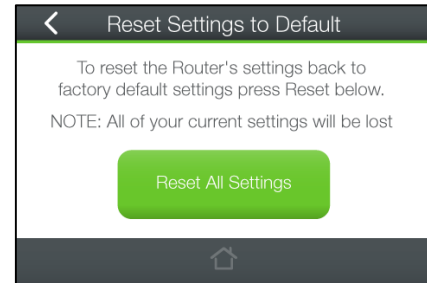 Reset Settings to Default
To reset the Router's settings back to
factory default settings press Reset below.
NOTE: All of your current settings will be lost
Reset All Settings